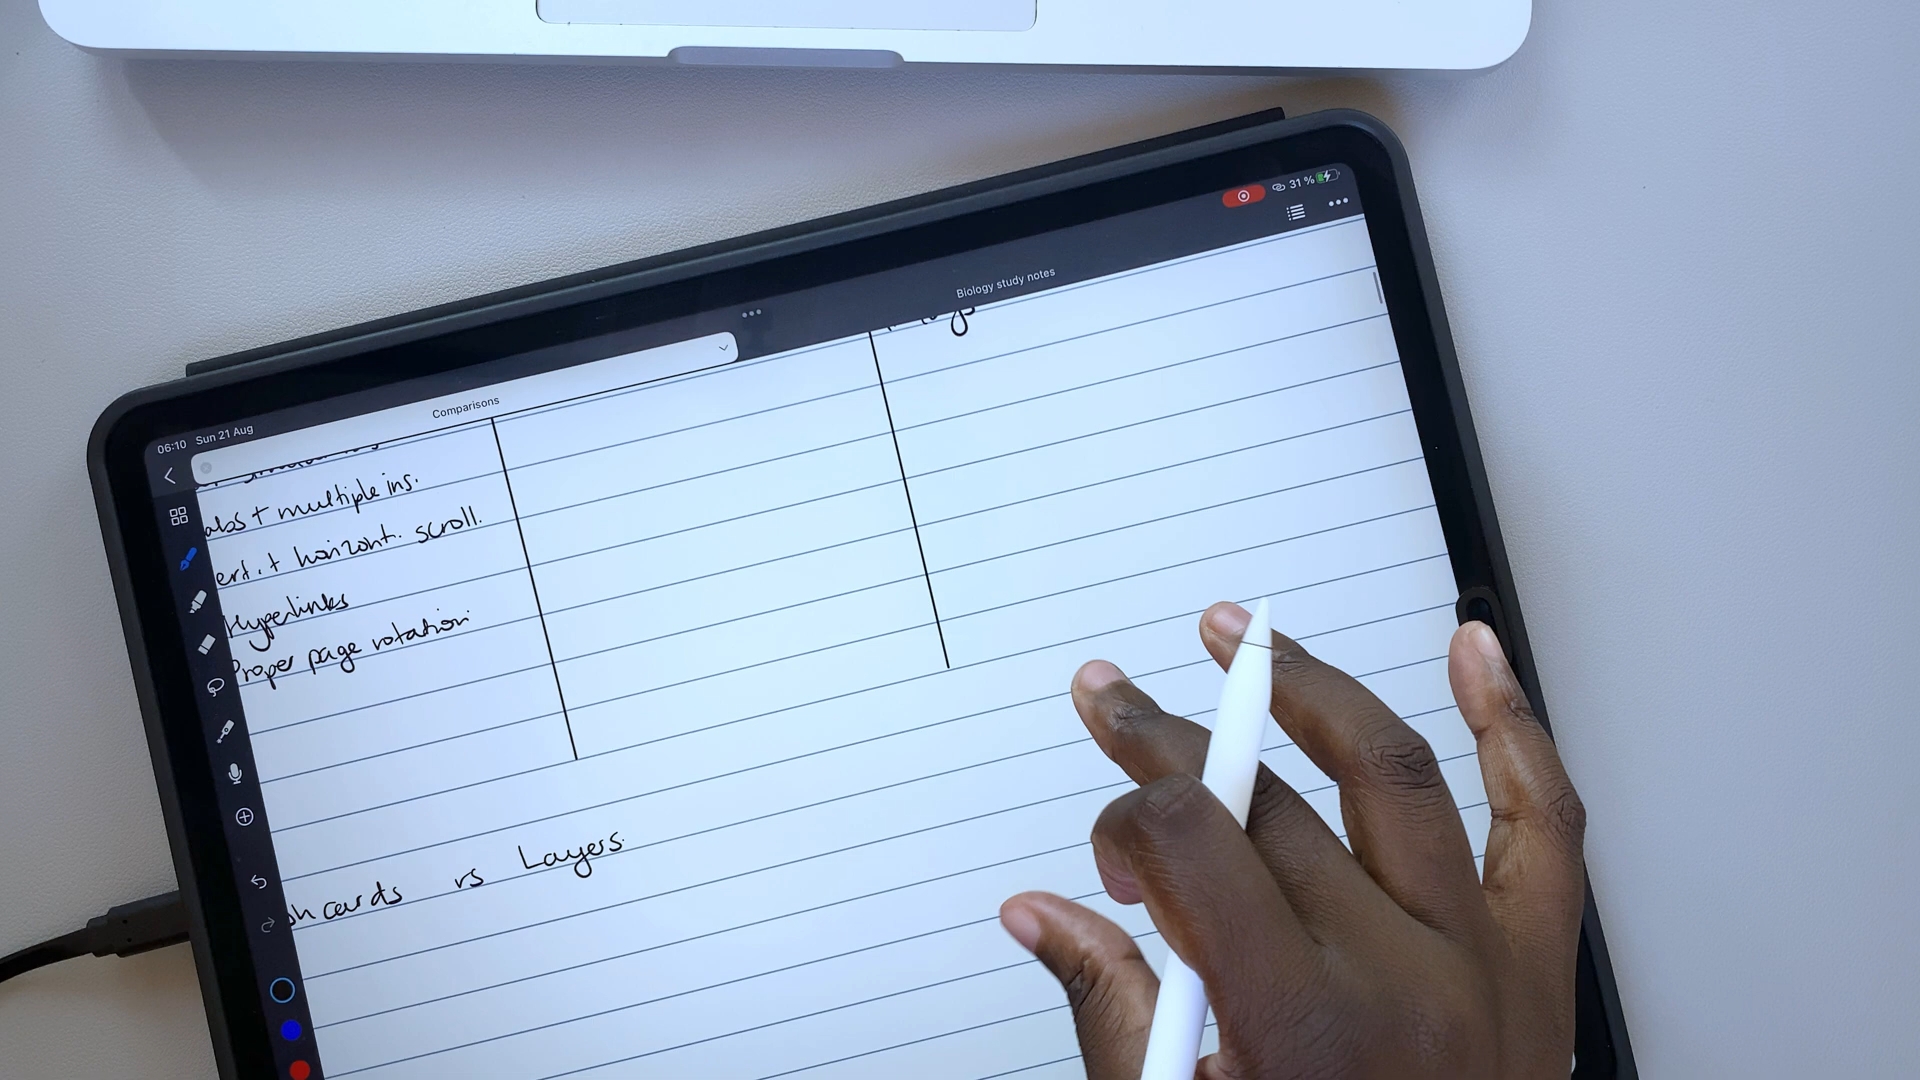 06:10 Sun 21 Aug
31 %
Comparisons
Biology study notes
abs + multiple ins.
ert. + horizont. scroll.
Hyperlinks
Proper page rotation
sh cards vs Layers.